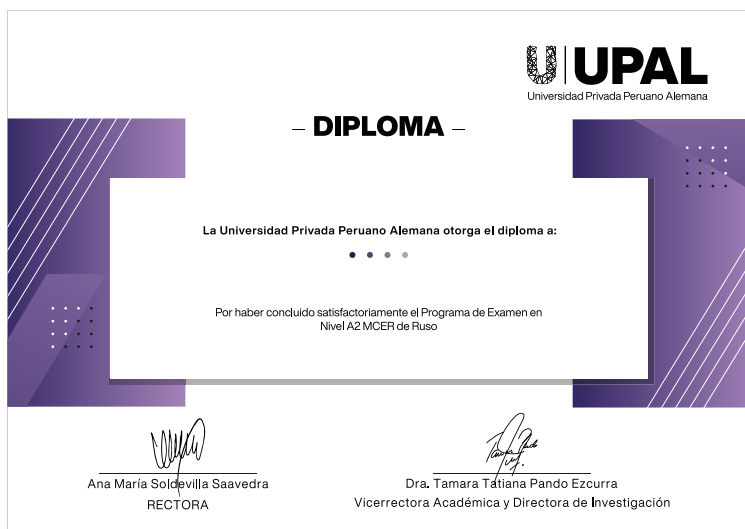 UPAL
Universidad Privada Peruano Alemana
– DIPLOMA –
La Universidad Privada Peruano Alemana otorga el diploma a:
Por haber concluido satisfactoriamente el Programa de Examen en
Nivel A2 MCER de Ruso
Ana María Soldevilla Saavedra
RECTORA
Dra. Tamara Tatiana Pando Ezcurra
Vicerrectora Académica y Directora de Investigación